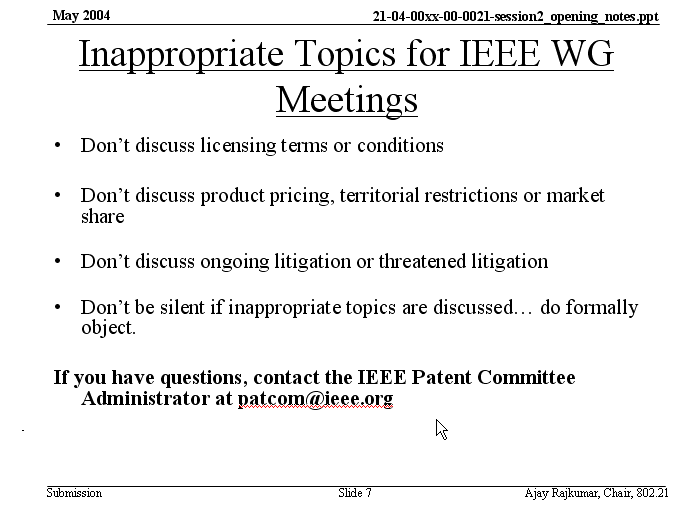 May 2004 21-04-00xx-00-0021-session2_opening_notes.ppt
Inappropriate Topics for IEEE WG
Meetings
• Don’t discuss licensing terms or conditions
• Don’t discuss product pricing, territorial restrictions or market
share
• Don’t discuss ongoing litigation or threatened litigation
• Don’t be silent if inappropriate topics are discussed… do formally
object.
If you have questions, contact the IEEE Patent Committee
Administrator at patcom@ieee.org
Submission Slide 7 Ajay Rajkumar, Chair, 802.21